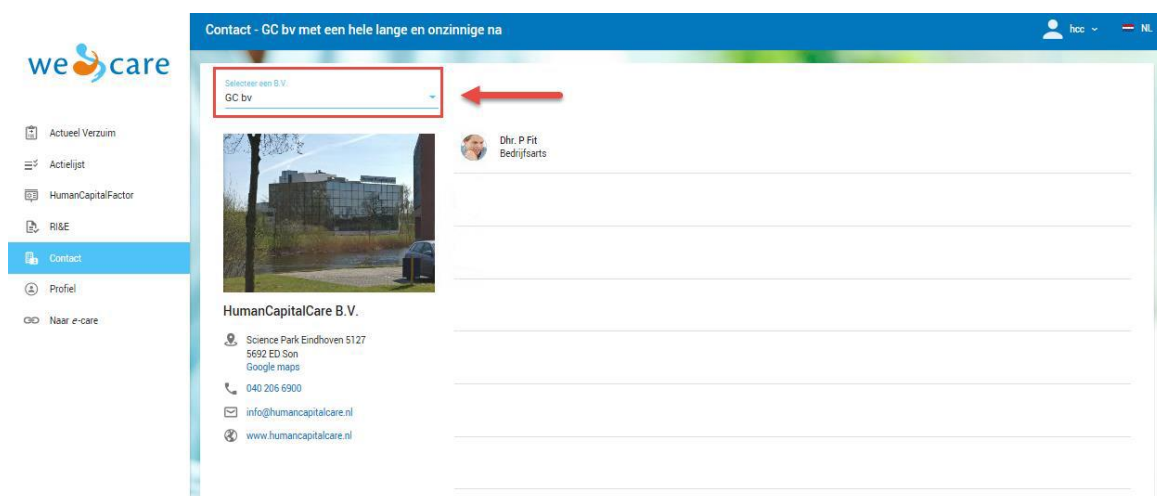 Contact - GC bv met een hele lange en onzinnige na
hcc
NL
we care
Selecteer een B.V.
GC bv
Actueel Verzuim
Actielijst
HumanCapitalFactor
RI&E
Contact
Profiel
Naar e-care
Dhr. P Fit
Bedrijfsarts
HumanCapitalCare B.V.
Science Park Eindhoven 5127
5692 ED Son
Google maps
040 206 6900
info@humancapitalcare.nl
www.humancapitalcare.nl